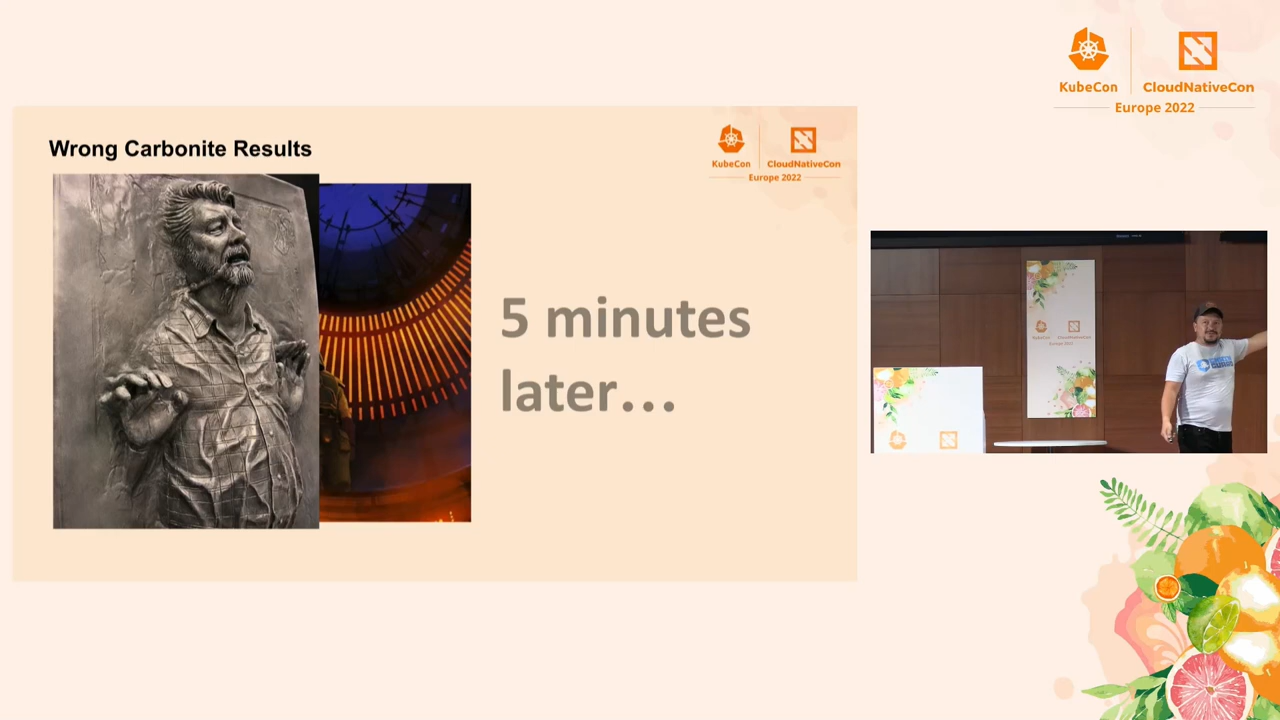 KubeCon
CloudNativeCon
Europe 2022
Wrong Carbonite Results
KubeCon
CloudNativeCon
Europe 2022
5 minutes
later...